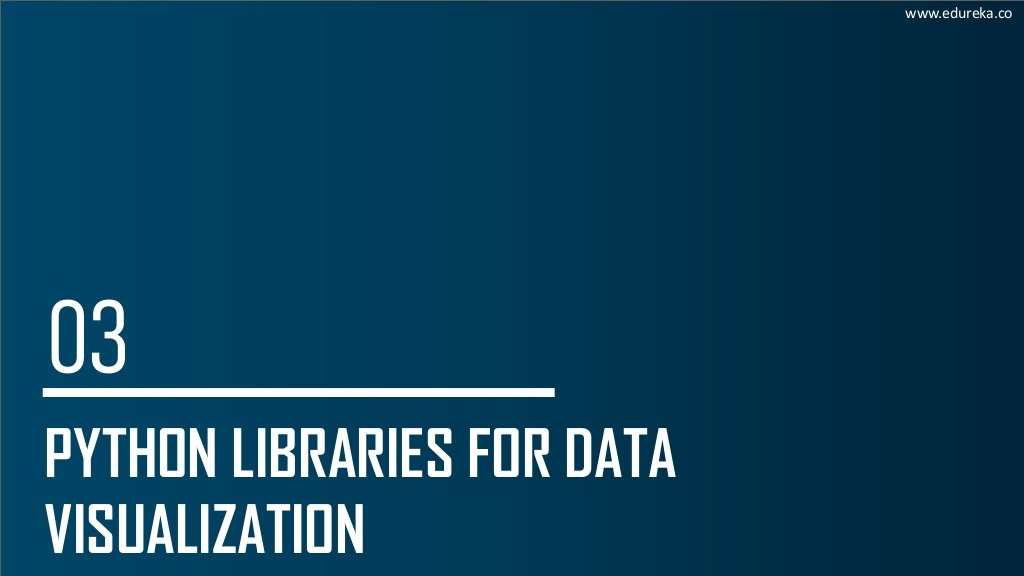 www.edureka.co
03
PYTHON LIBRARIES FOR DATA
VISUALIZATION